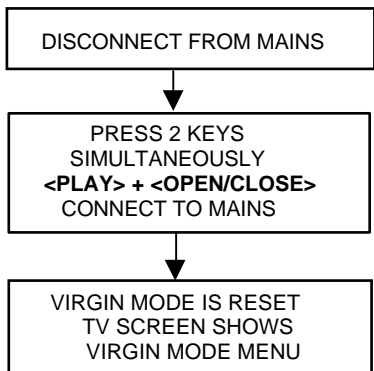 DISCONNECT FROM MAINS
PRESS 2 KEYS
SIMULTANEOUSLY
<PLAY> + <OPEN/CLOSE>
CONNECT TO MAINS
VIRGIN MODE IS RESET
TV SCREEN SHOWS
VIRGIN MODE MENU